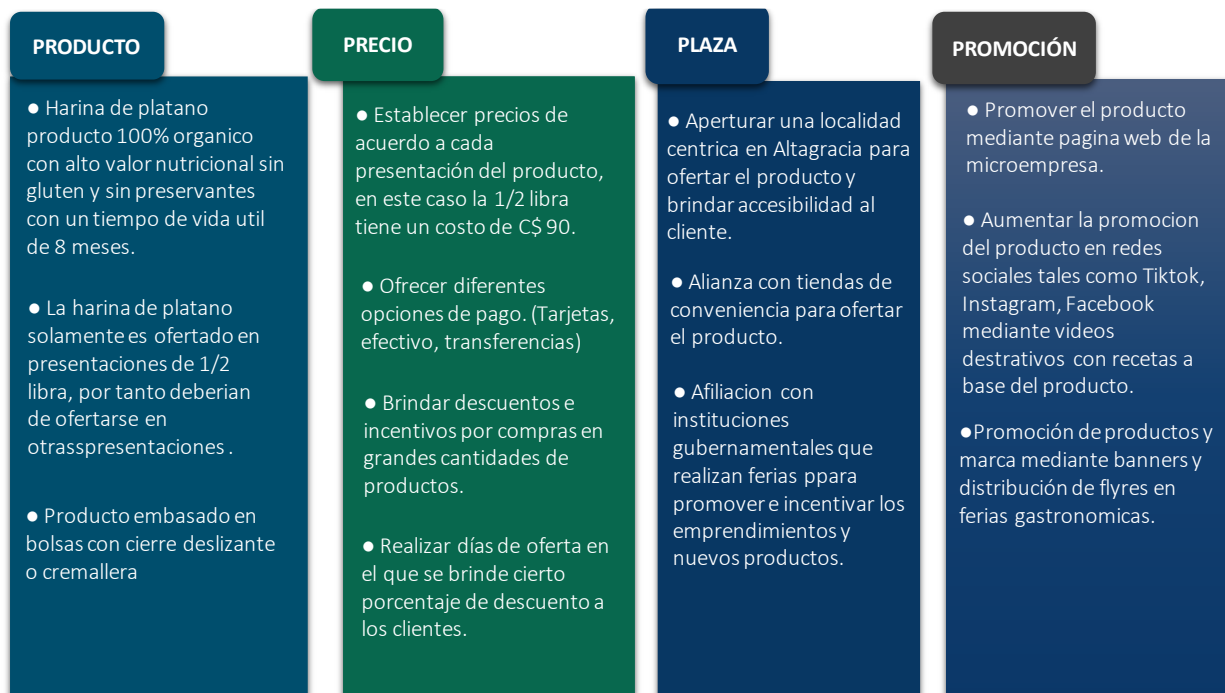 PRODUCTO
● Harina de platano
producto 100% organico
con alto valor nutricional sin
gluten y sin preservantes
con un tiempo de vida util
de 8 meses.
● La harina de platano
solamente es ofertado en
presentaciones de 1/2
libra, por tanto deberian
de ofertarse en
otrasspresentaciones .
● Producto embasado en
bolsas con cierre deslizante
o cremallera
PRECIO
● Establecer precios de
acuerdo a cada
presentación del producto,
en este caso la 1/2 libra
tiene un costo de C$ 90.
● Ofrecer diferentes
opciones de pago. (Tarjetas,
efectivo, transferencias)
● Brindar descuentos e
incentivos por compras en
grandes cantidades de
productos.
● Realizar días de oferta en
el que se brinde cierto
porcentaje de descuento a
los clientes.
PLAZA
● Aperturar una localidad
centrica en Altagracia para
ofertar el producto y
brindar accesibilidad al
cliente.
● Alianza con tiendas de
conveniencia para ofertar
el producto.
● Afiliacion con
instituciones
gubernamentales que
realizan ferias ppara
promover e incentivar los
emprendimientos y
nuevos productos.
PROMOCIÓN
● Promover el producto
mediante pagina web de la
microempresa.
● Aumentar la promocion
del producto en redes
sociales tales como Tiktok,
Instagram, Facebook
mediante videos
destrativos con recetas a
base del producto.
●Promoción de productos y
marca mediante banners y
distribución de flyres en
ferias gastronomicas.